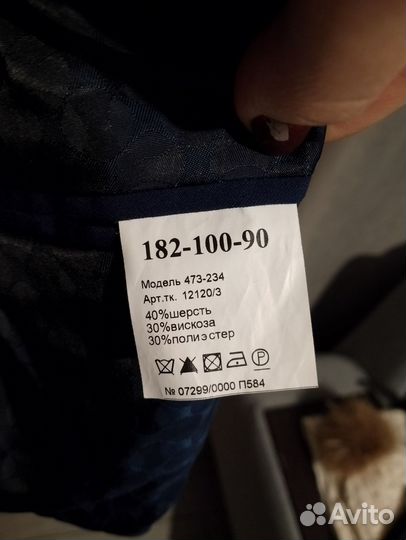 182-100-90
Модель 473-234
Арт.тк. 12120/3
40%шерсть
30%вискоза
30%полиэстер
P
№ 07299/0000 П584
Avito